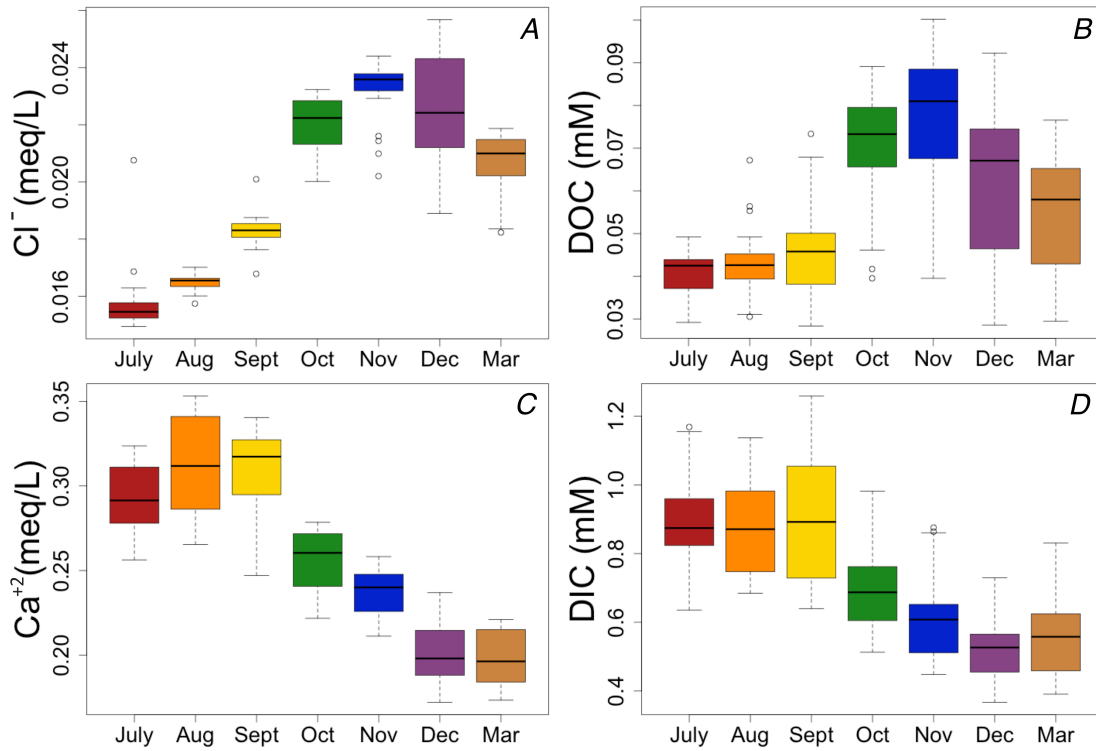 A
Cl⁻ (meq/L)
0.024
0.020
0.016
July Aug Sept Oct Nov Dec Mar
B
DOC (mM)
0.09
0.07
0.05
0.03
July Aug Sept Oct Nov Dec Mar
C
Ca⁺²(meq/L)
0.35
0.30
0.25
0.20
July Aug Sept Oct Nov Dec Mar
D
DIC (mM)
1.2
1.0
0.8
0.6
0.4
July Aug Sept Oct Nov Dec Mar